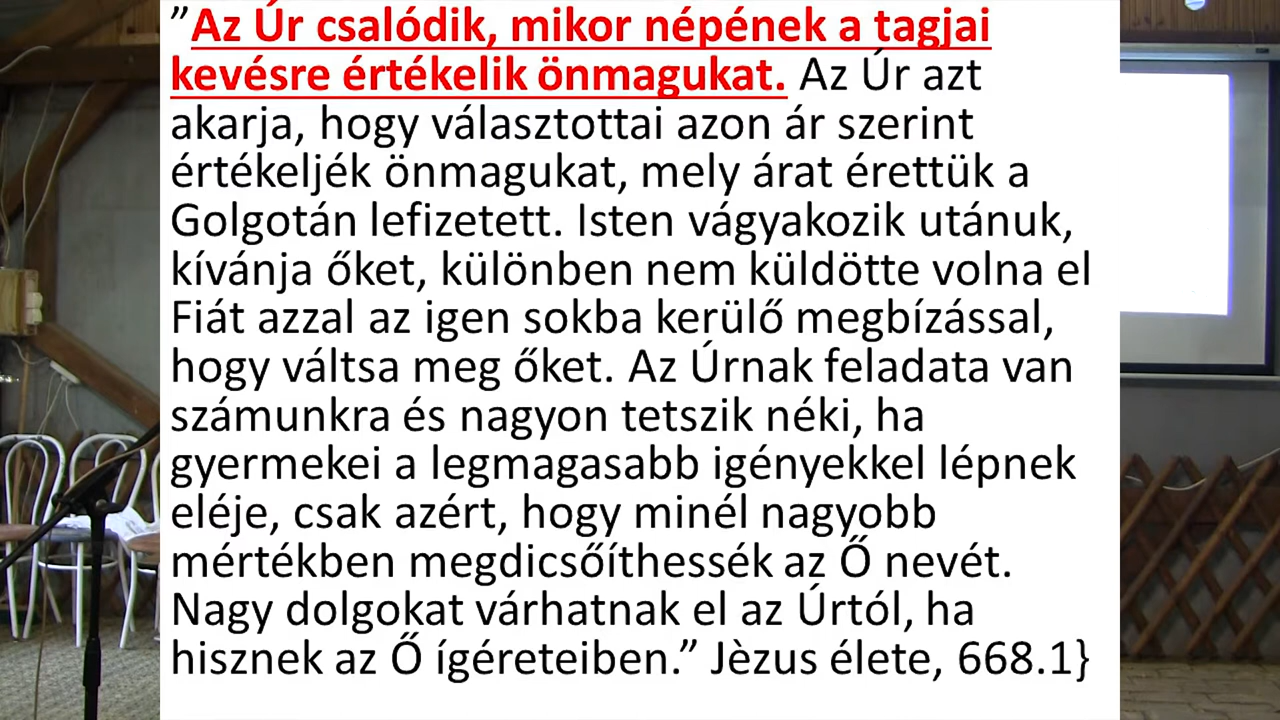 ”Az Úr csalódik, mikor népének a tagjai
kevésre értékelik önmagukat. Az Úr azt
akarja, hogy választottai azon ár szerint
értékeljék önmagukat, mely árat érettük a
Golgotán lefizetett. Isten vágyakozik utánuk,
kívánja őket, különben nem küldötte volna el
Fiát azzal az igen sokba kerülő megbízással,
hogy váltsa meg őket. Az Úrnak feladata van
számunkra és nagyon tetszik néki, ha
gyermekei a legmagasabb igényekkel lépnek
eléje, csak azért, hogy minél nagyobb
mértékben megdicsőíthessék az Ő nevét.
Nagy dolgokat várhatnak el az Úrtól, ha
hisznek az Ő ígéreteiben.” Jèzus élete, 668.1}